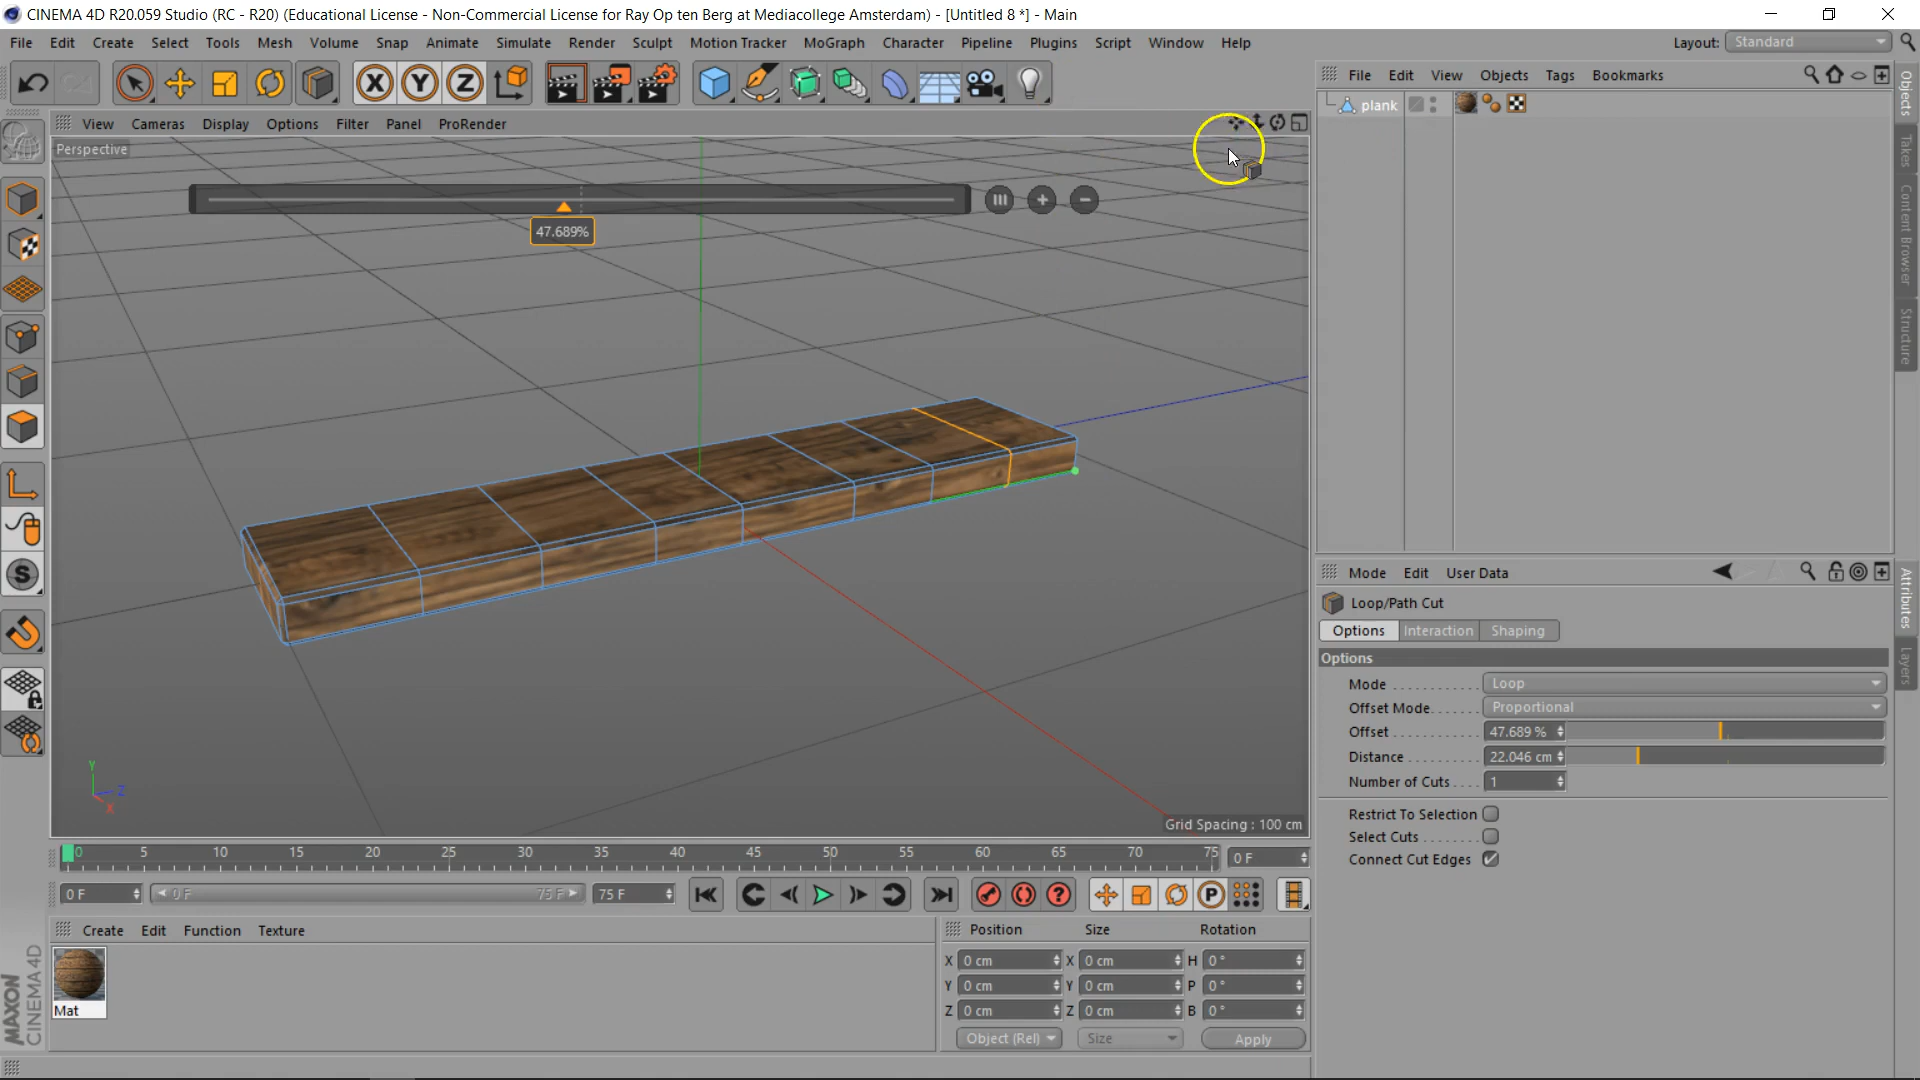 CINEMA 4D R20.059 Studio (RC - R20) (Educational License - Non-Commercial License for Ray Op ten Berg at Mediacollege Amsterdam) - [Untitled 8 *] - Main
File Edit Create Select Tools Mesh Volume Snap Animate Simulate Render Sculpt Motion Tracker MoGraph Character Pipeline Plugins Script Window Help Layout: Standard
X Y Z
File Edit View Objects Tags Bookmarks
plank
View Cameras Display Options Filter Panel ProRender
Perspective
47.689%
Y
Z
X
Grid Spacing : 100 cm
Objects
Takes
Content Browser
Structure
Mode Edit User Data
Loop/Path Cut
Options Interaction Shaping
Options
Mode Loop
Offset Mode Proportional
Offset 47.689 %
Distance 22.046 cm
Number of Cuts 1
Restrict To Selection
Select Cuts
Connect Cut Edges
Attributes
Layers
S
0 5 10 15 20 25 30 35 40 45 50 55 60 65 70 75 0 F
0 F 0 F 75 F 75 F ? P
Create Edit Function Texture
Mat
Position Size Rotation
X 0 cm X 0 cm H 0 °
Y 0 cm Y 0 cm P 0 °
Z 0 cm Z 0 cm B 0 °
Object (Rel) Size Apply
MAXON
CINEMA 4D